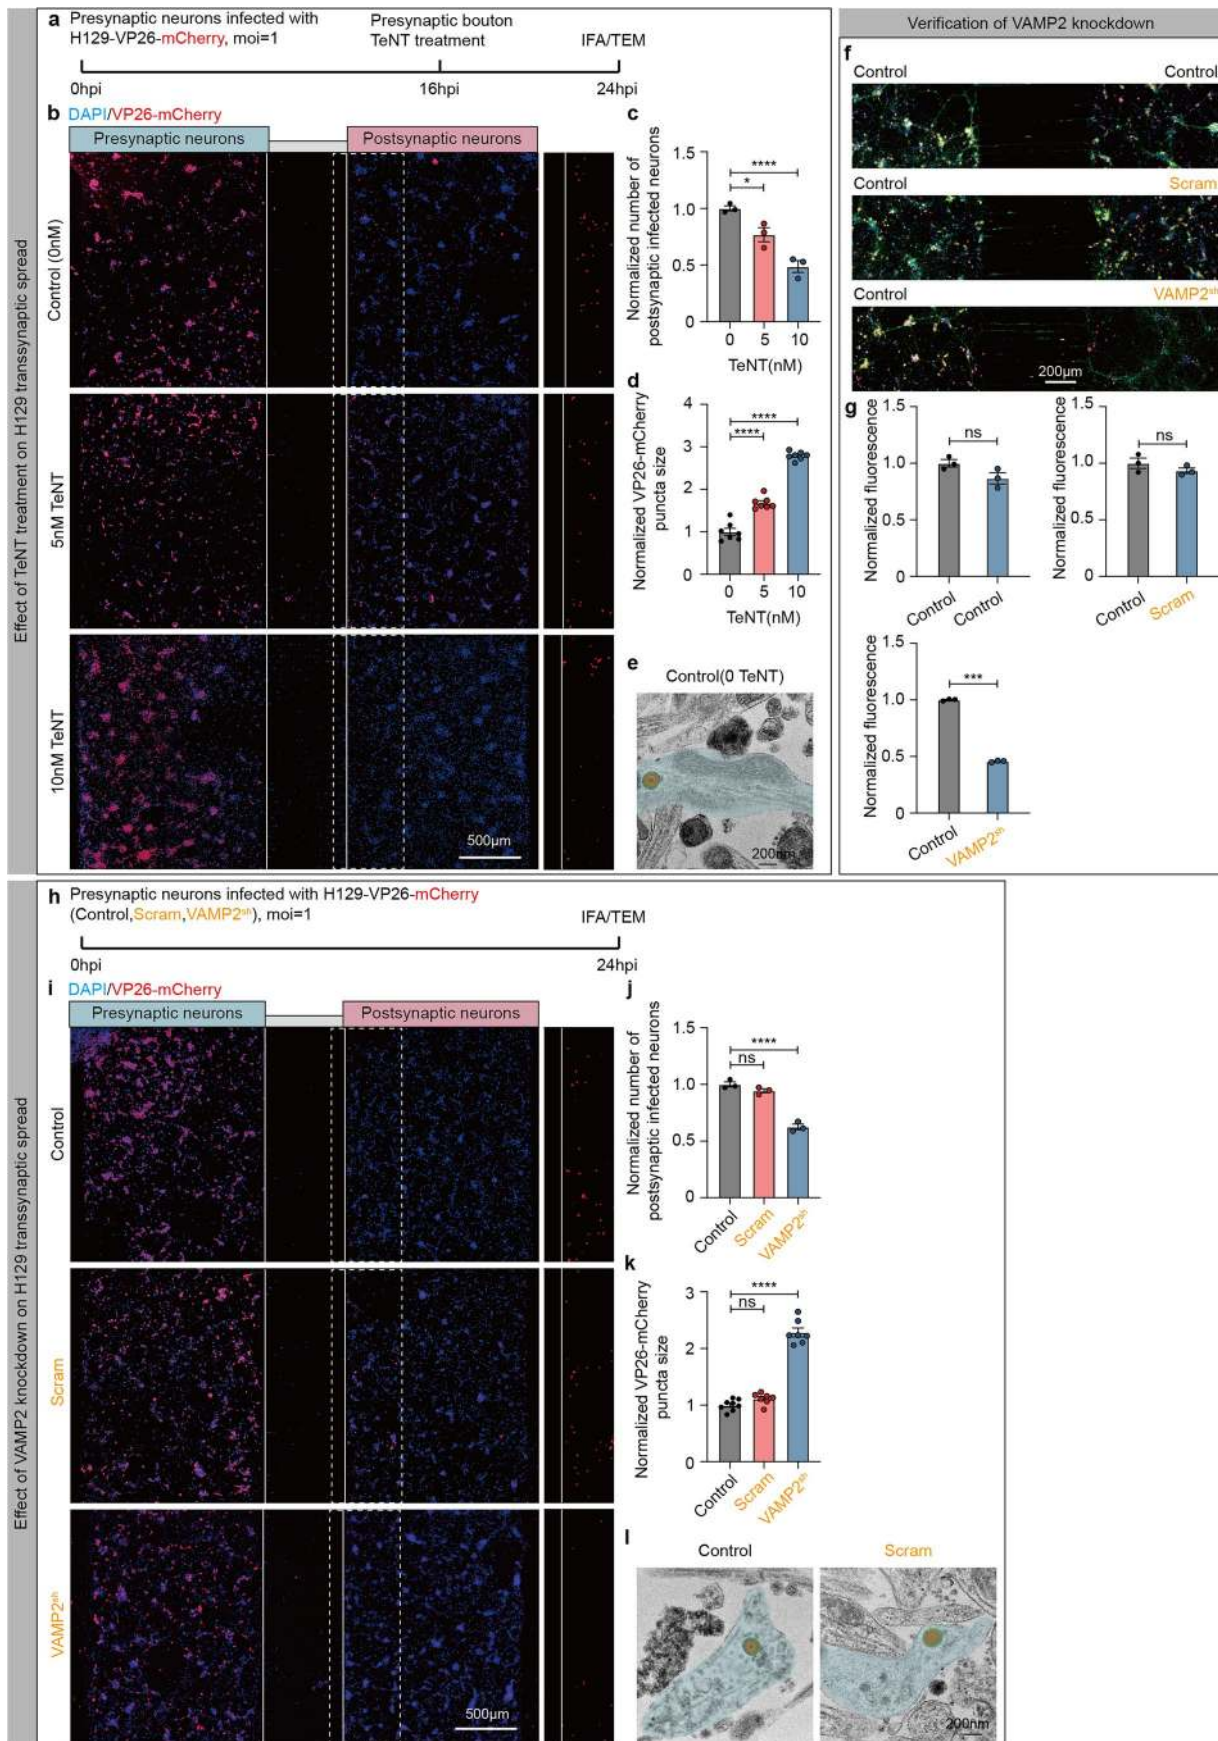 Effect of TeNT treatment on H129 transsynaptic spread
a Presynaptic neurons infected with
H129-VP26-mCherry, moi=1
Presynaptic bouton
TeNT treatment
IFA/TEM
0hpi
16hpi
24hpi
b DAPI/VP26-mCherry
Presynaptic neurons
Postsynaptic neurons
Control (0nM)
5nM TeNT
10nM TeNT
500μm
c
Normalized number of
postsynaptic infected neurons
1.5
1.0
0.5
0
****
*
0 5 10
TeNT(nM)
d
Normalized VP26-mCherry
puncta size
4
3
2
1
0
****
****
0 5 10
TeNT(nM)
e
Control(0 TeNT)
200nm
Verification of VAMP2 knockdown
f
Control
Control
Control
Scram
Control
VAMP2sh
200μm
g
Normalized fluorescence
1.5
1.0
0.5
0
ns
Control
Control
Normalized fluorescence
1.5
1.0
0.5
0
ns
Control
Scram
Normalized fluorescence
1.5
1.0
0.5
0
***
Control
VAMP2sh
Effect of VAMP2 knockdown on H129 transsynaptic spread
h Presynaptic neurons infected with H129-VP26-mCherry
(Control,Scram,VAMP2sh), moi=1
IFA/TEM
0hpi
24hpi
i DAPI/VP26-mCherry
Presynaptic neurons
Postsynaptic neurons
Control
Scram
VAMP2sh
500μm
j
Normalized number of
postsynaptic infected neurons
1.5
1.0
0.5
0
****
ns
Control
Scram
VAMP2sh
k
Normalized VP26-mCherry
puncta size
3
2
1
0
****
ns
Control
Scram
VAMP2sh
l
Control
Scram
200nm